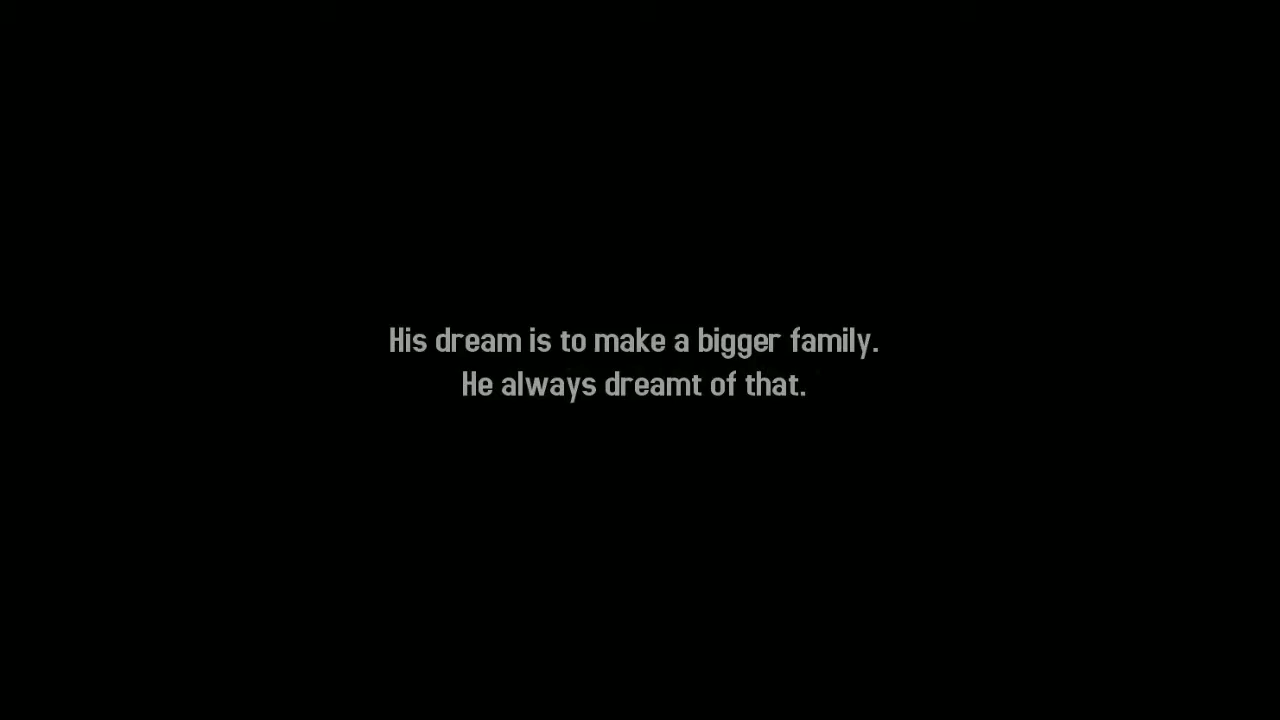 His dream is to make a bigger family.
He always dreamt of that.